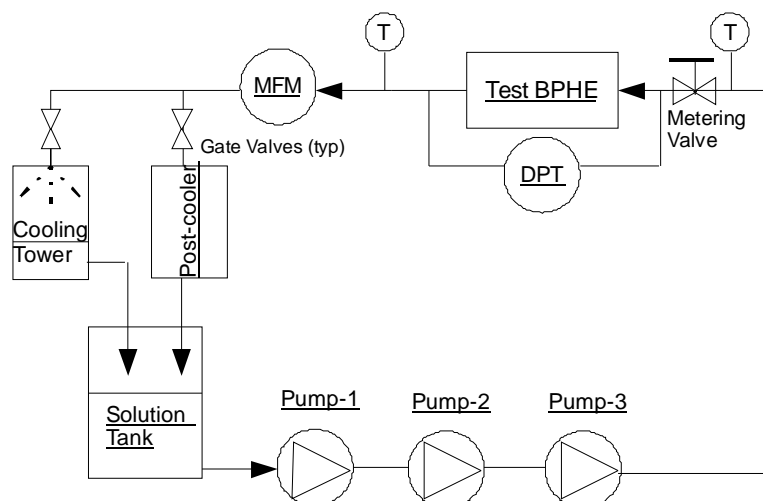 T
T
MFM
Test BPHE
Metering
Valve
Gate Valves (typ)
DPT
Cooling
Tower
Post-cooler
Solution
Tank
Pump-1
Pump-2
Pump-3